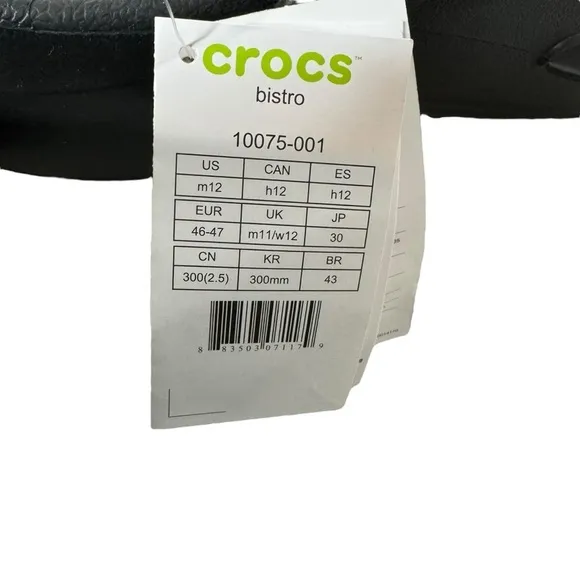 crocs™
bistro
10075-001
US CAN ES
m12 h12 h12
EUR UK JP
46-47 m11/w12 30
CN KR BR
300(2.5) 300mm 43
8 83503 07117 9